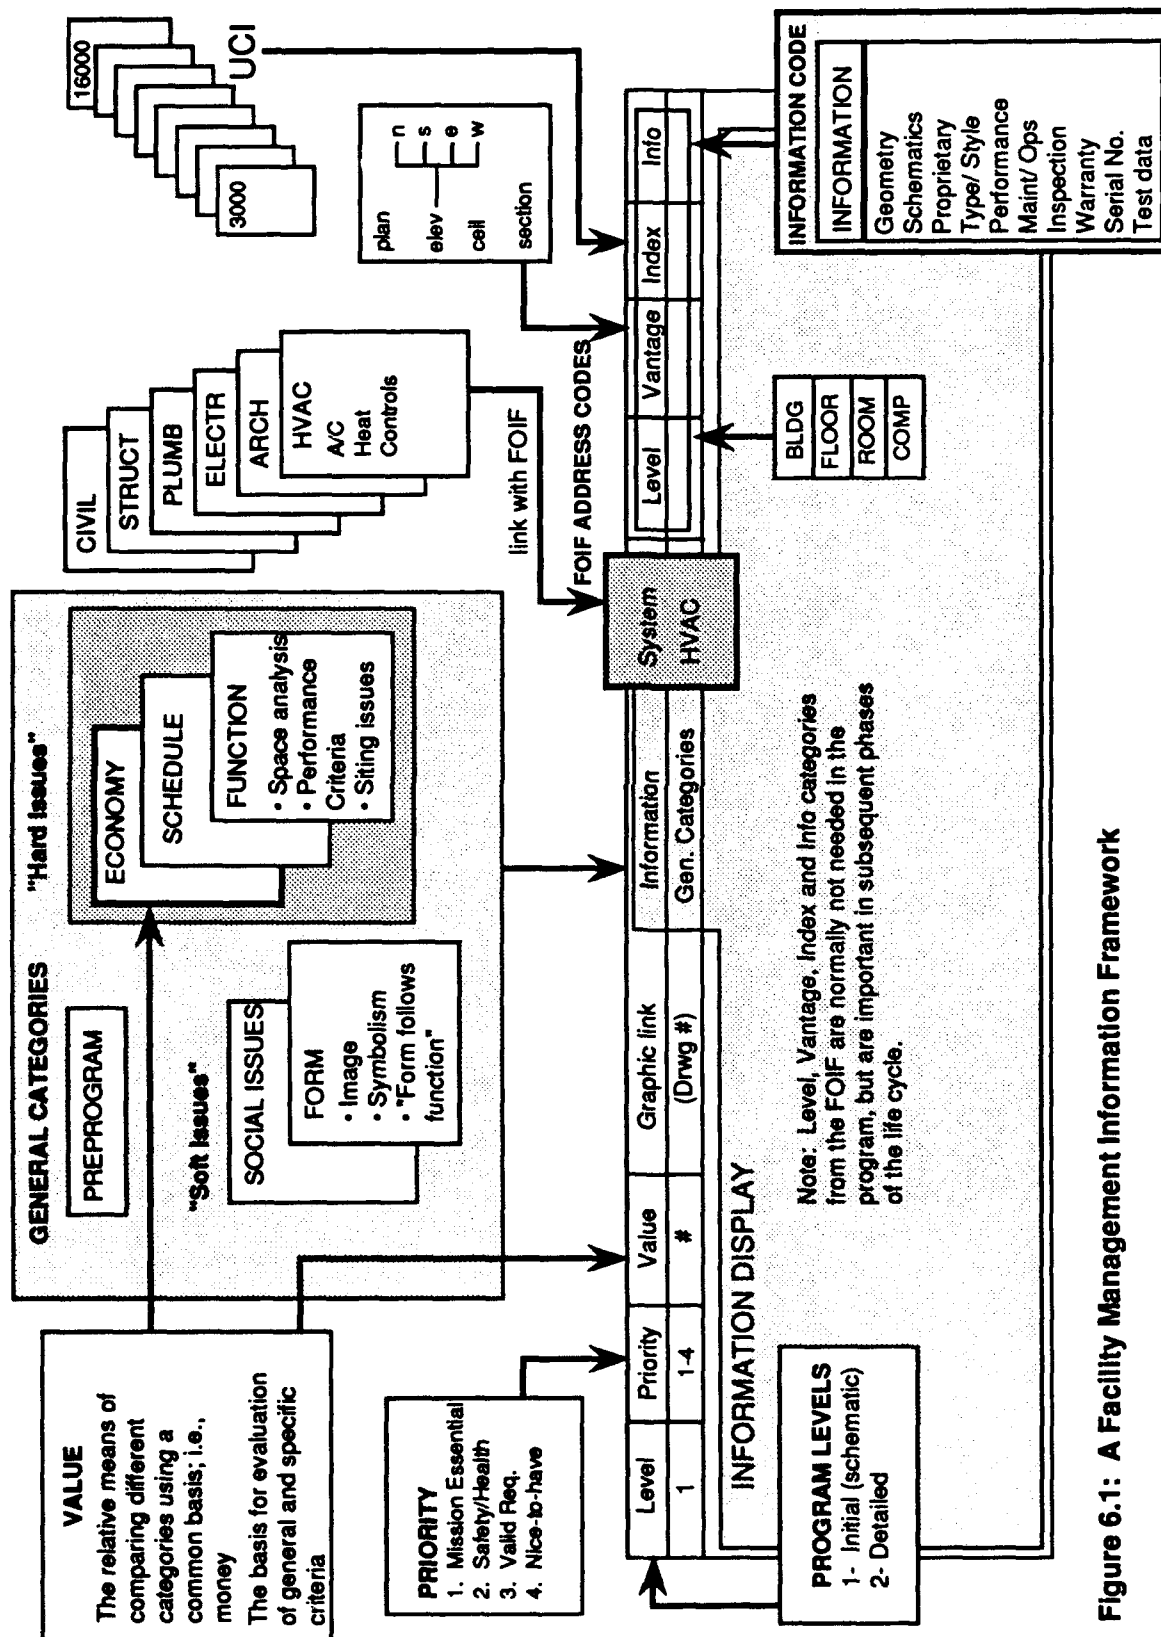 VALUE
The relative means of
comparing different
categories using a
common basis; i.e.,
money
The basis for evaluation
of general and specific
criteria
GENERAL CATEGORIES
PREPROGRAM
"Hard Issues"
ECONOMY
SCHEDULE
FUNCTION
• Space analysis
• Performance
Criteria
• Siting issues
"Soft Issues"
SOCIAL ISSUES
FORM
• Image
• Symbolism
• "Form follows
function"
CIVIL
STRUCT
PLUMB
ELECTR
ARCH
HVAC
A/C
Heat
Controls
link with FOIF
16000
3000
UCI
plan
elev
n
s
e
w
ceil
section
PRIORITY
1. Mission Essential
2. Safety/Health
3. Valid Req.
4. Nice-to-have
FOIF ADDRESS CODES
Level Priority Value Graphic link Information System Level Vantage Index Info
1 1-4 # (Drwg #) Gen. Categories HVAC
INFORMATION DISPLAY
PROGRAM LEVELS
1- Initial (schematic)
2- Detailed
Note: Level, Vantage, Index and Info categories
from the FOIF are normally not needed in the
program, but are important in subsequent phases
of the life cycle.
BLDG
FLOOR
ROOM
COMP
INFORMATION CODE
INFORMATION
Geometry
Schematics
Proprietary
Type/ Style
Performance
Maint/ Ops
Inspection
Warranty
Serial No.
Test data
Figure 6.1: A Facility Management Information Framework